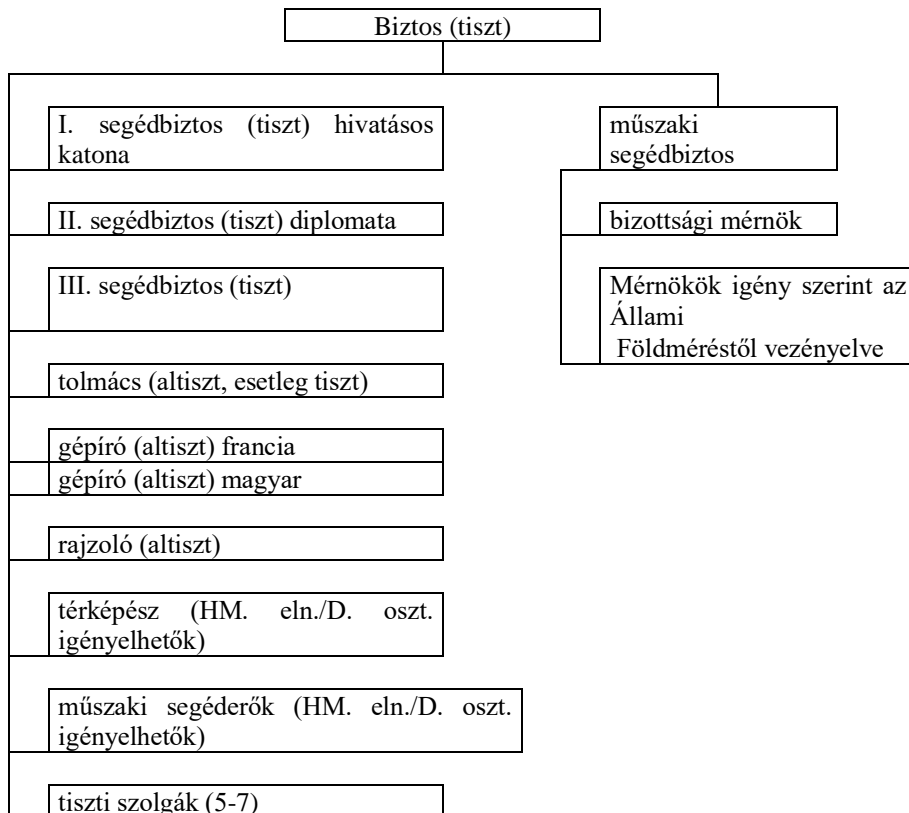 Biztos (tiszt)
I. segédbiztos (tiszt) hivatásos
katona
II. segédbiztos (tiszt) diplomata
III. segédbiztos (tiszt)
tolmács (altiszt, esetleg tiszt)
gépíró (altiszt) francia
gépíró (altiszt) magyar
rajzoló (altiszt)
térképész (HM. eln./D. oszt.
igényelhetők)
műszaki segéderők (HM. eln./D. oszt.
igényelhetők)
tiszti szolgák (5-7)
műszaki
segédbiztos
bizottsági mérnök
Mérnökök igény szerint az
Állami
Földméréstől vezényelve